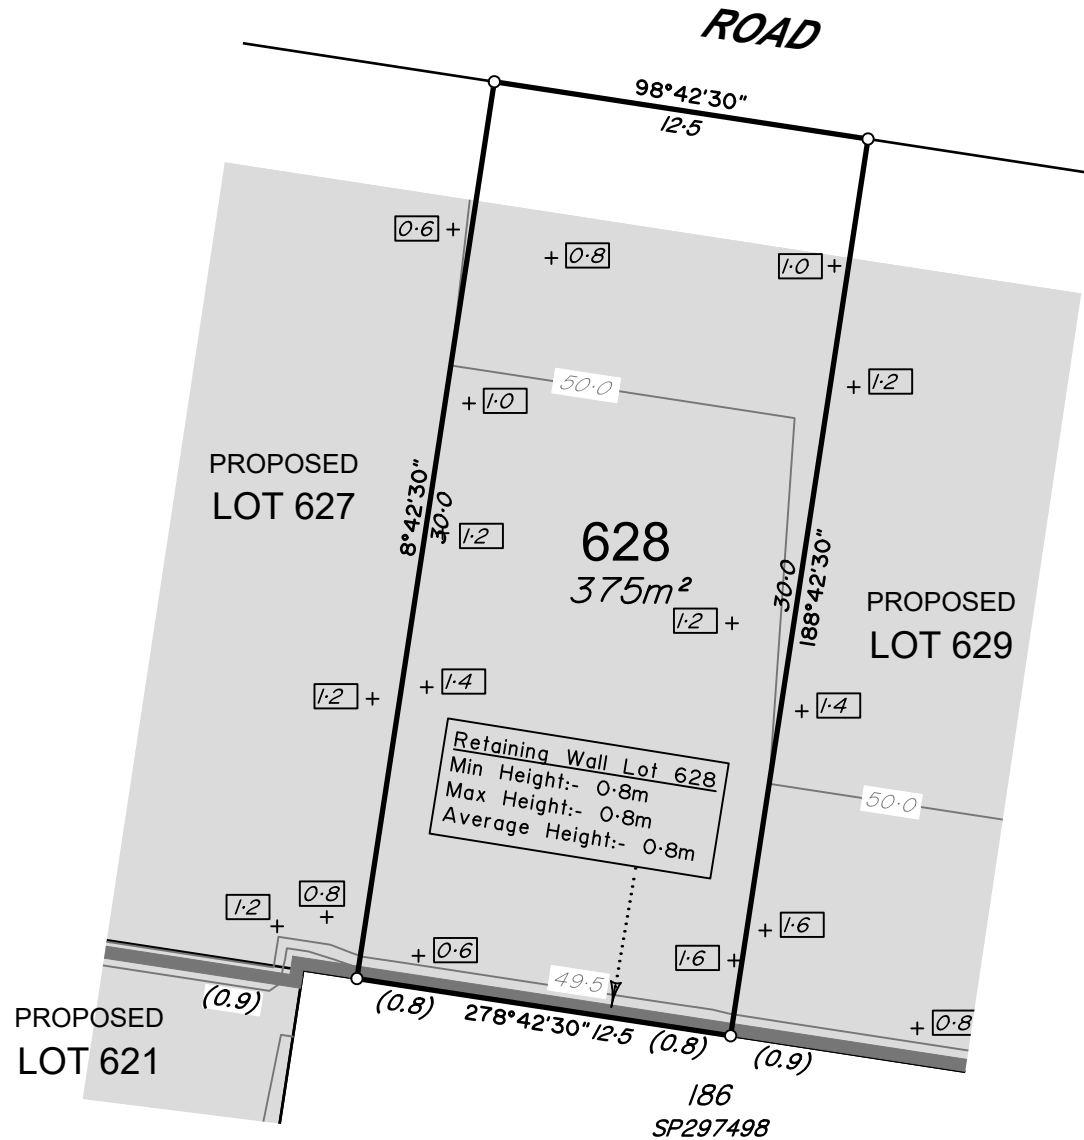 ROAD
98°42'30"
12·5
0·6
0·8
1·0
1·2
50·0
1·0
PROPOSED
LOT 627
8°42'30"
30·0
1·2
628
375m²
30·0
188°42'30"
1·2
PROPOSED
LOT 629
1·2
1·4
1·4
Retaining Wall Lot 628
Min Height:- 0·8m
Max Height:- 0·8m
Average Height:- 0·8m
50·0
1·2
0·8
0·6
1·6
1·6
49·5
(0.9)
(0.8)
278°42'30"
12·5
(0.8)
(0.9)
0·8
PROPOSED
LOT 621
186
SP297498